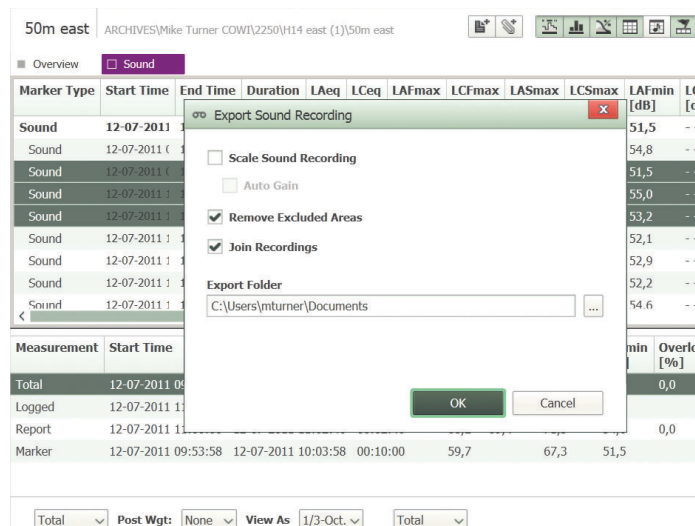 50m east ARCHIVES\Mike Turner COWI\2250\H14 east (1)\50m east
Overview Sound
Marker Type Start Time End Time Duration LAeq LCeq LAFmax LCFmax LASmax LCSmax LAFmin
[dB]
Export Sound Recording
Sound 12-07-2011 51,5
Sound 12-07-2011 54,8
Scale Sound Recording
Sound 12-07-2011 51,5
Auto Gain
Sound 12-07-2011 1 55,0
Remove Excluded Areas
Sound 12-07-2011 1 53,2
Join Recordings
Sound 12-07-2011 1 52,1
Sound 12-07-2011 1 52,9
Export Folder
Sound 12-07-2011 1 52,2
C:\Users\mturner\Documents ...
Sound 12-07-2011 1 54,6
Measurement Start Time
[%]
Total 12-07-2011 0,0
OK Cancel
Logged 12-07-2011 11
Report 12-07-2011 0,0
Marker 12-07-2011 09:53:58 12-07-2011 10:03:58 00:10:00 59,7 67,3 51,5
Total Post Wgt: None View As 1/3-Oct. Total